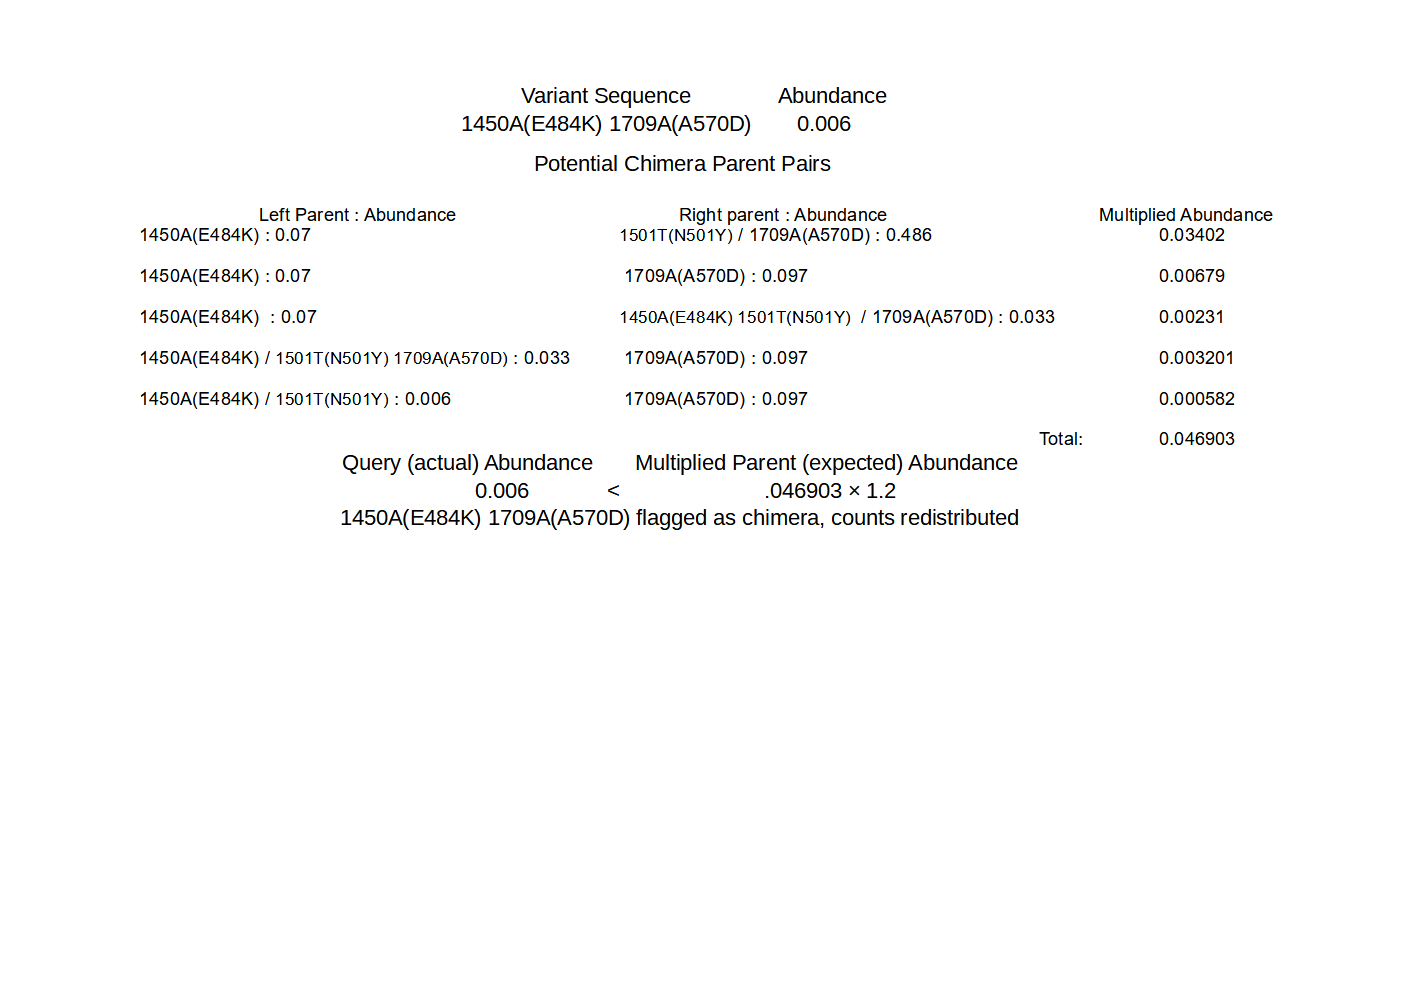 Variant Sequence Abundance
1450A(E484K) 1709A(A570D) 0.006
Potential Chimera Parent Pairs
Left Parent : Abundance Right parent : Abundance Multiplied Abundance
1450A(E484K) : 0.07 1501T(N501Y) / 1709A(A570D) : 0.486 0.03402
1450A(E484K) : 0.07 1709A(A570D) : 0.097 0.00679
1450A(E484K) : 0.07 1450A(E484K) 1501T(N501Y) / 1709A(A570D) : 0.033 0.00231
1450A(E484K) / 1501T(N501Y) 1709A(A570D) : 0.033 1709A(A570D) : 0.097 0.003201
1450A(E484K) / 1501T(N501Y) : 0.006 1709A(A570D) : 0.097 0.000582
Total: 0.046903
Query (actual) Abundance Multiplied Parent (expected) Abundance
0.006 < .046903 × 1.2
1450A(E484K) 1709A(A570D) flagged as chimera, counts redistributed